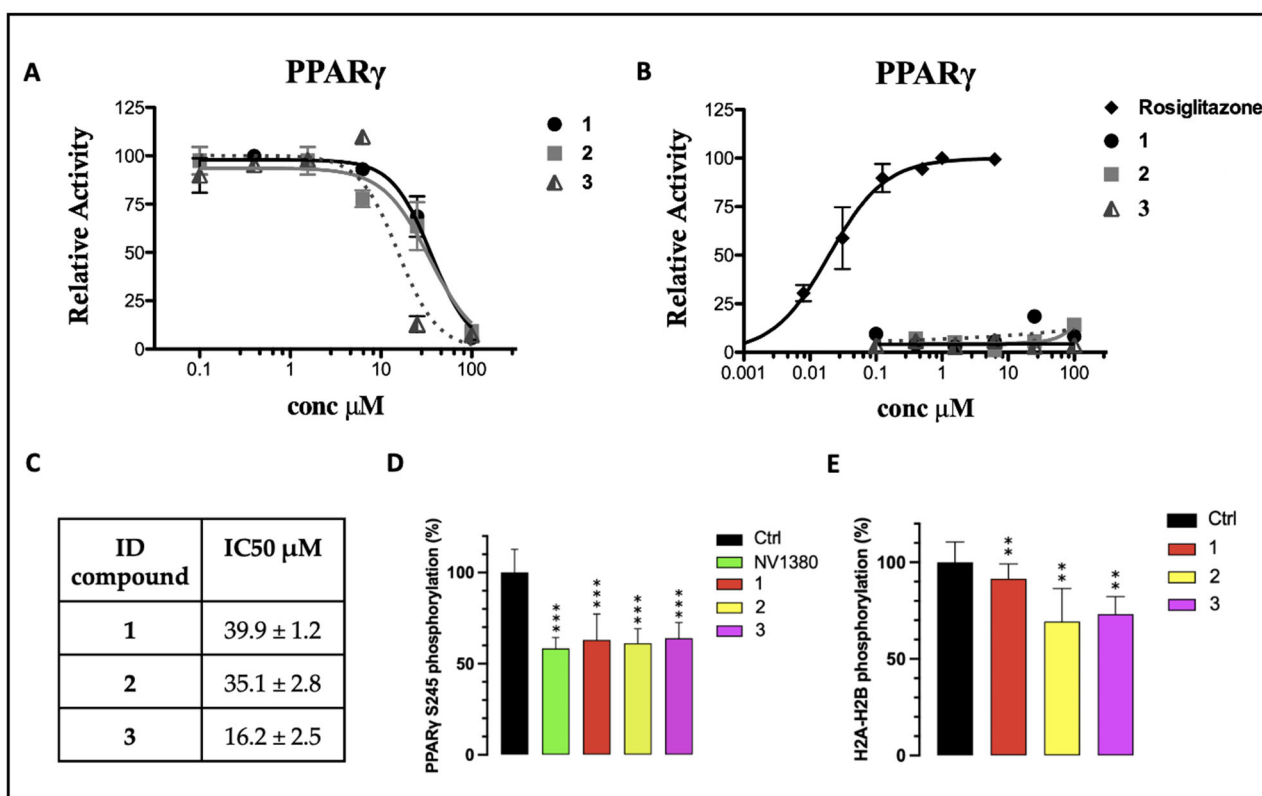 A
PPARγ
Relative Activity
125
100
75
50
25
0
0.1
1
10
100
conc μM
1
2
3
B
PPARγ
Relative Activity
125
100
75
50
25
0
0.001
0.01
0.1
1
10
100
conc μM
Rosiglitazone
1
2
3
C
ID compound
IC50 μM
1
39.9 ± 1.2
2
35.1 ± 2.8
3
16.2 ± 2.5
D
PPARγ S245 phosphorylation (%)
100
50
0
***
***
***
***
Ctrl
NV1380
1
2
3
E
H2A-H2B phosphorylation (%)
100
50
0
**
**
**
Ctrl
1
2
3